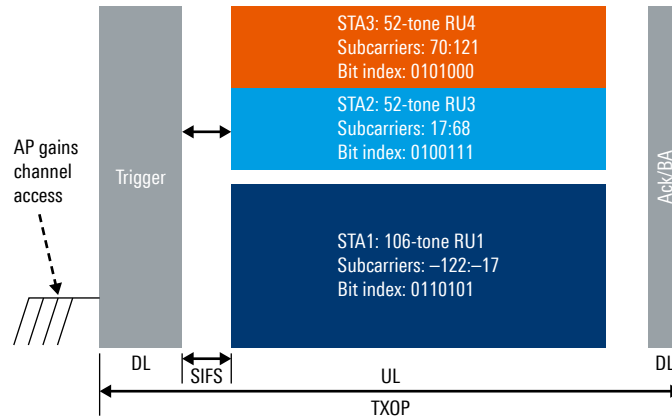 STA3: 52-tone RU4
Subcarriers: 70:121
Bit index: 0101000
STA2: 52-tone RU3
Subcarriers: 17:68
Bit index: 0100111
AP gains
channel
access
Trigger
Ack/BA
STA1: 106-tone RU1
Subcarriers: –122:–17
Bit index: 0110101
DL
SIFS
UL
DL
TXOP